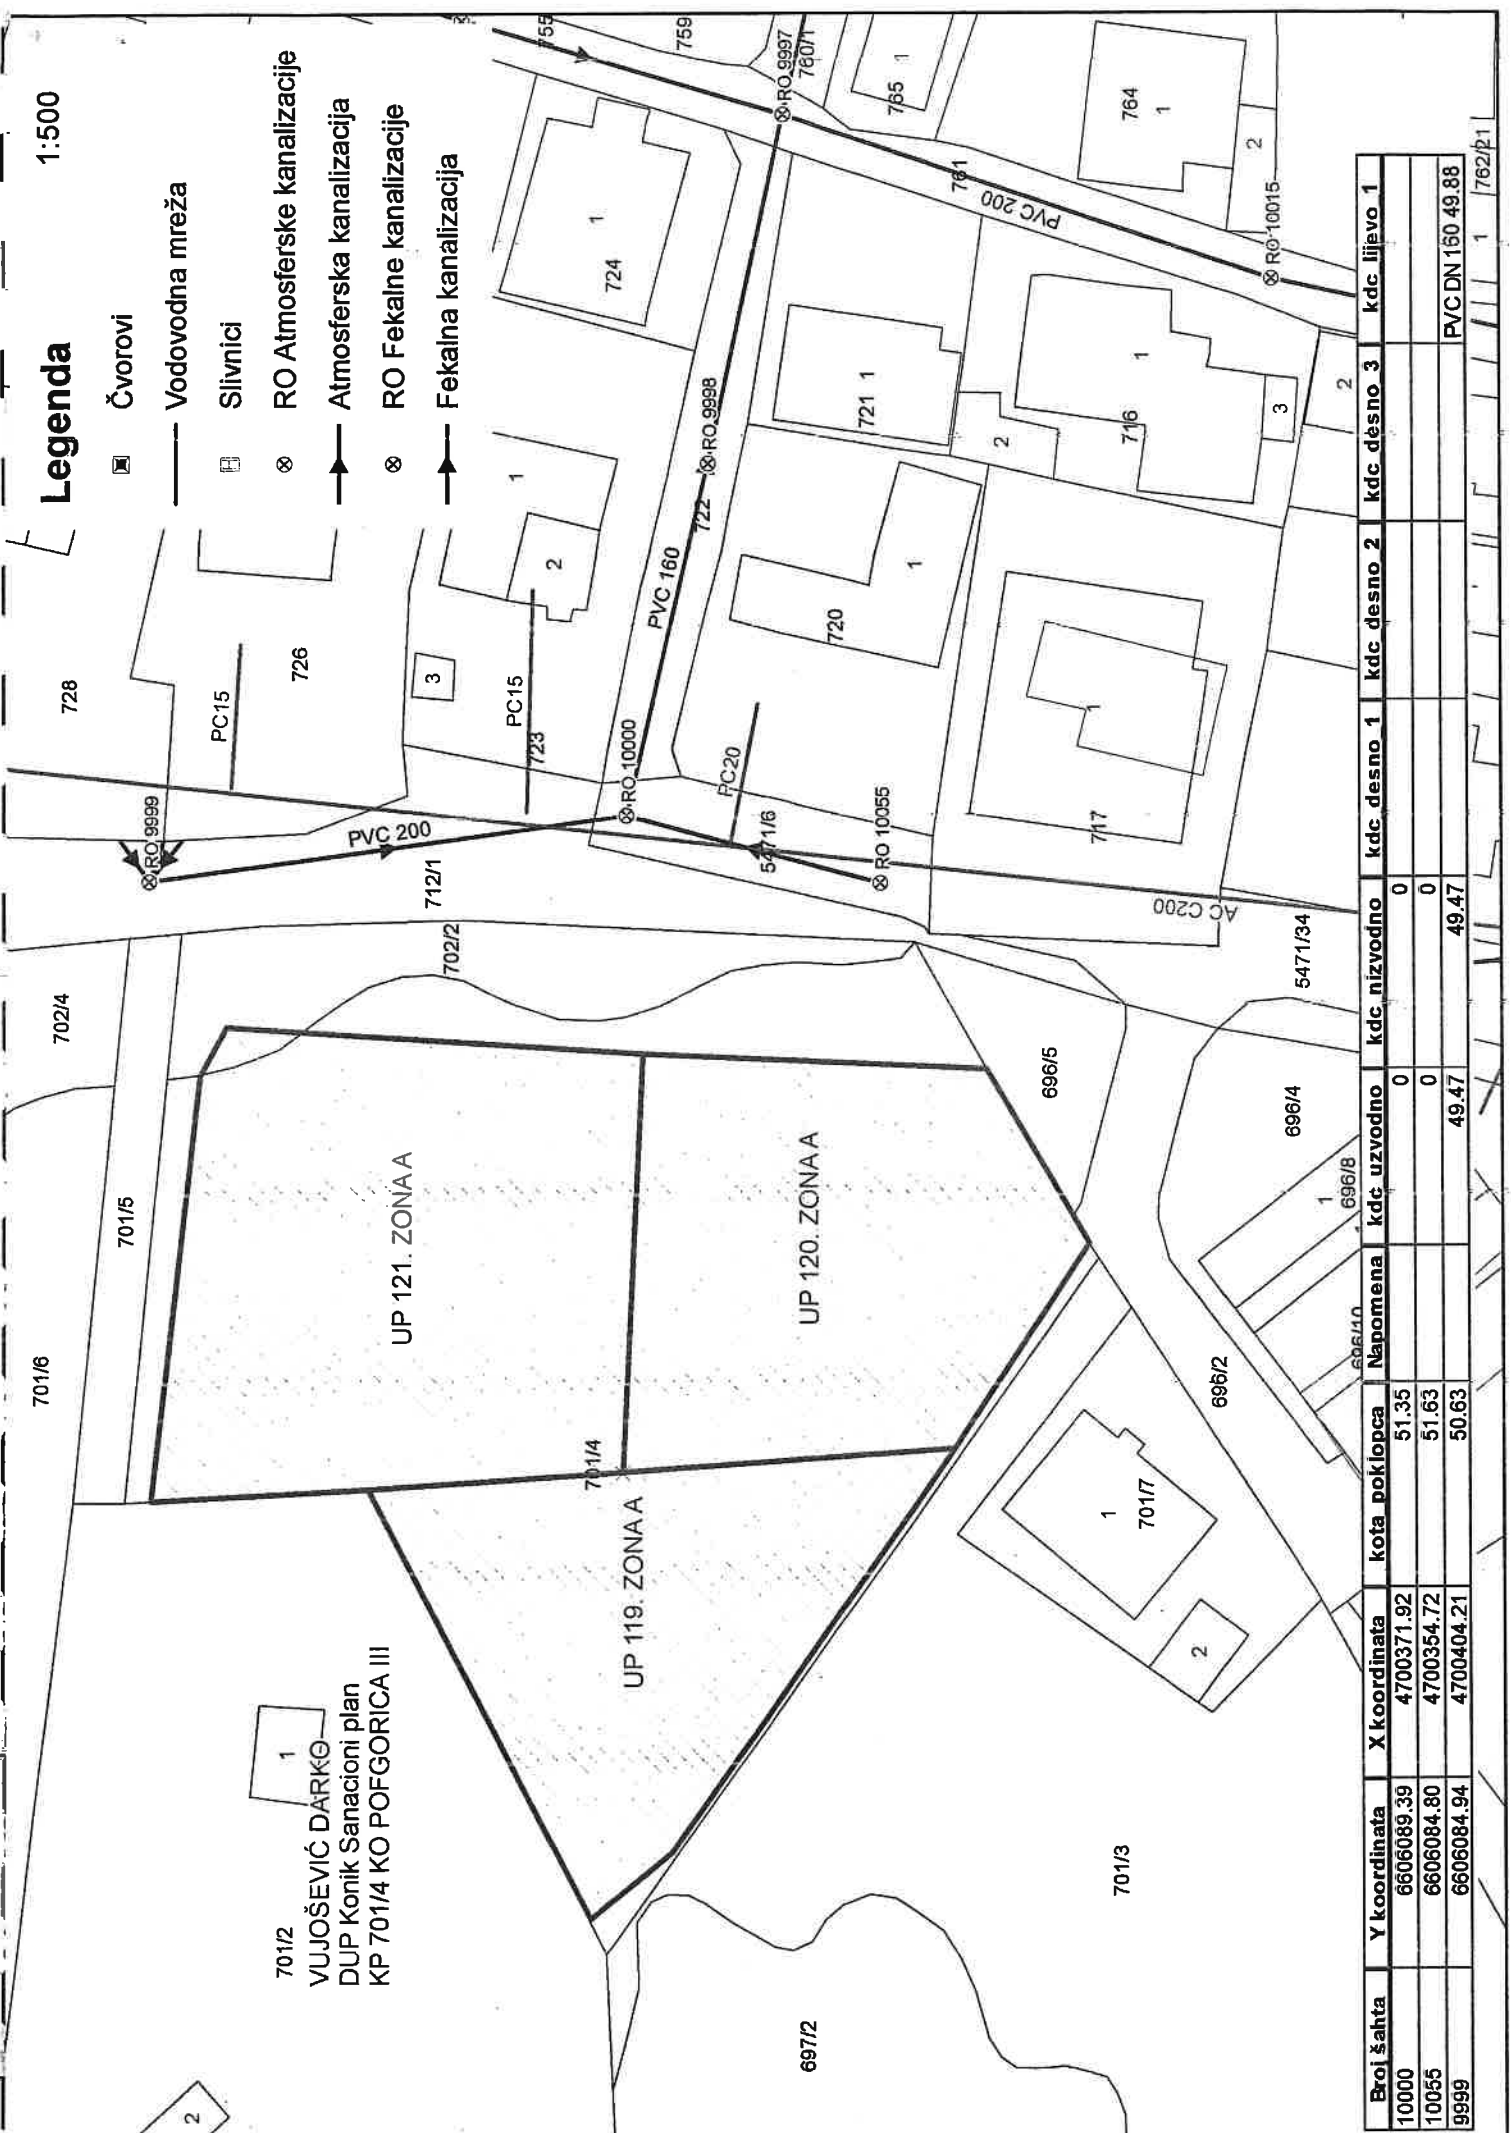 Legenda
1:500
Čvorovi
Vodovodna mreža
Slivnici
RO Atmosferske kanalizacije
Atmosferska kanalizacija
RO Fekalne kanalizacije
Fekalna kanalizacija
701/6
702/4
728
701/5
RO 9999
PC15
726
PVC 200
712/1
702/2
3
2
1
PC15
723
724
1
755
759
RO 9997
760/1
765
1
764
1
2
761
PVC 200
RO 10015
RO 10000
PVC 160
722
RO 9998
721
1
PC20
720
1
5471/6
RO 10055
717
1
716
1
2
3
2
AC C200
5471/34
UP 121. ZONA A
UP 120. ZONA A
701/4
UP 119. ZONA A
696/5
696/4
1
696/8
696/10
696/2
1
701/7
2
701/3
697/2
2
1
701/2
VUJOŠEVIĆ DARKO
DUP Konik Sanacioni plan
KP 701/4 KO POFGORICA III
1
762/21
Broj šahta Y koordinata X koordinata kota poklopca Napomena kdc uzvodno kdc nizvodno kdc desno 1 kdc desno 2 kdc desno 3 kdc lijevo 1
10000 6606089.39 4700371.92 51.35 0 0
10055 6606084.80 4700354.72 51.63 0 0
9999 6606084.94 4700404.21 50.63 49.47 49.47 PVC DN 160 49.88